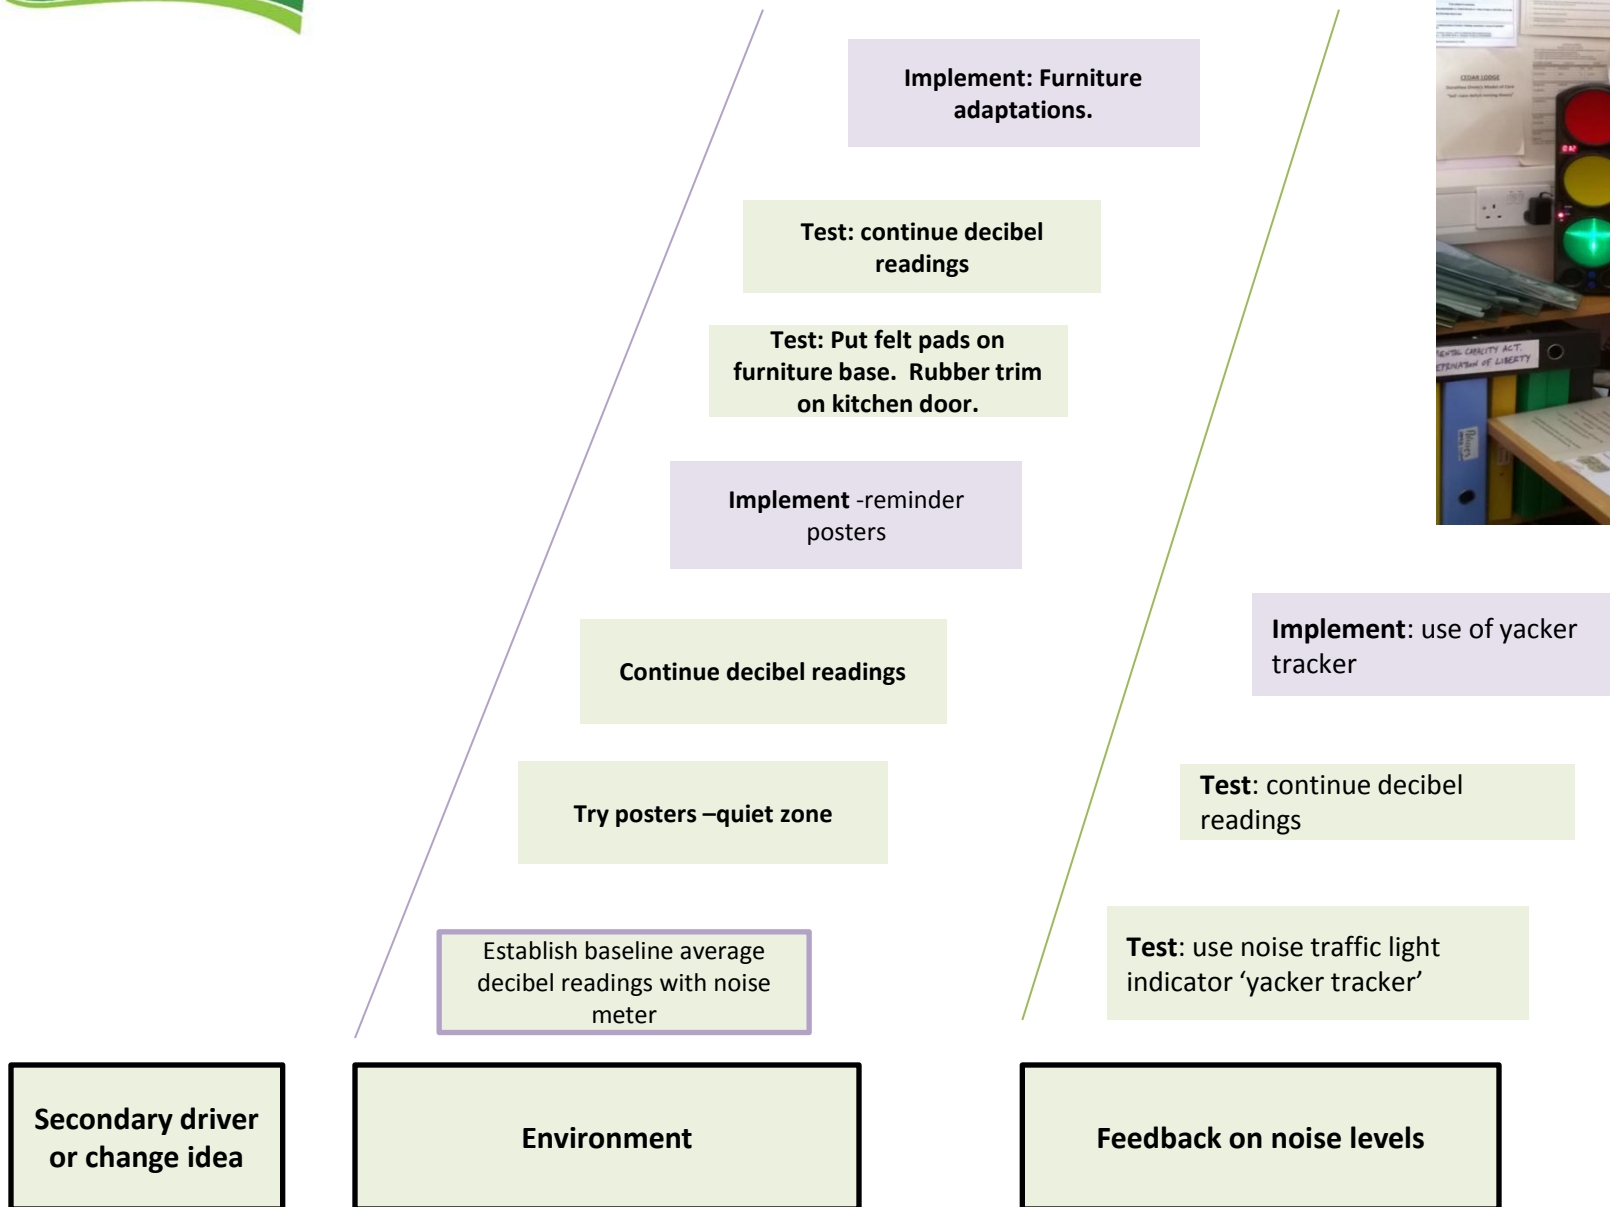 Implement: Furniture
adaptations.
Test: continue decibel
readings
Test: Put felt pads on
furniture base.  Rubber trim
on kitchen door.
Implement -reminder
posters
Continue decibel readings
Try posters –quiet zone
Establish baseline average
decibel readings with noise
meter
CEDAR LODGE
MENTAL CAPACITY ACT.
DEPRIVATION OF LIBERTY
Implement: use of yacker
tracker
Test: continue decibel
readings
Test: use noise traffic light
indicator ‘yacker tracker’
Secondary driver
or change idea
Environment
Feedback on noise levels